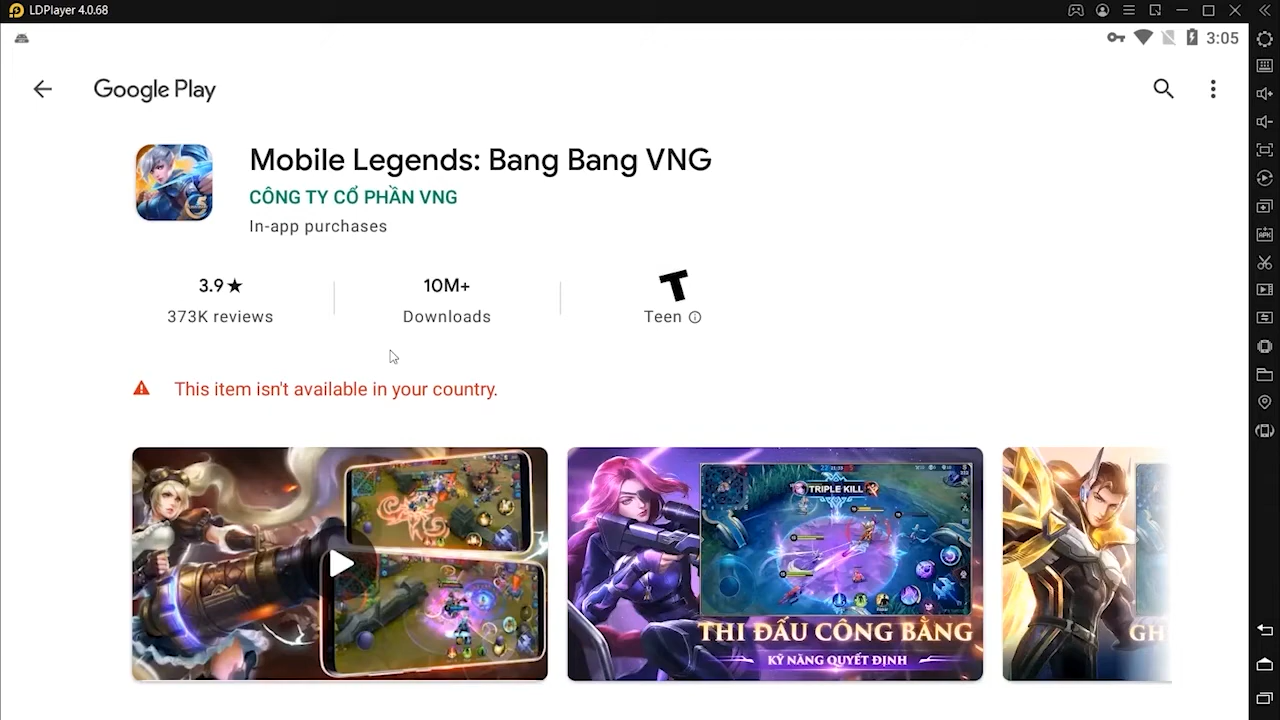 LDPlayer 4.0.68
3:05
Google Play
Mobile Legends: Bang Bang VNG
CÔNG TY CỔ PHẦN VNG
In-app purchases
3.9★
373K reviews
10M+
Downloads
T
Teen
This item isn't available in your country.
TRIPLE KILL
THI ĐẤU CÔNG BẰNG
KỸ NĂNG QUYẾT ĐỊNH
GH
APK